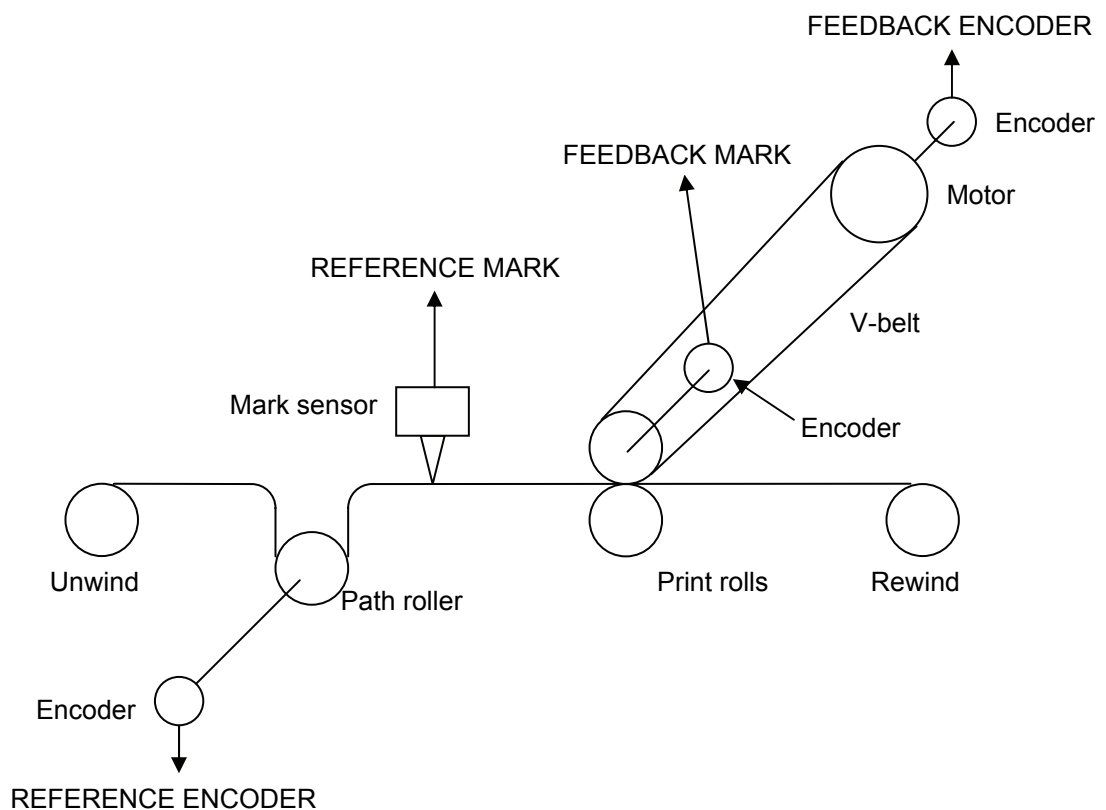 FEEDBACK ENCODER
Encoder
FEEDBACK MARK
Motor
REFERENCE MARK
V-belt
Mark sensor
Encoder
Unwind
Path roller
Print rolls
Rewind
Encoder
REFERENCE ENCODER